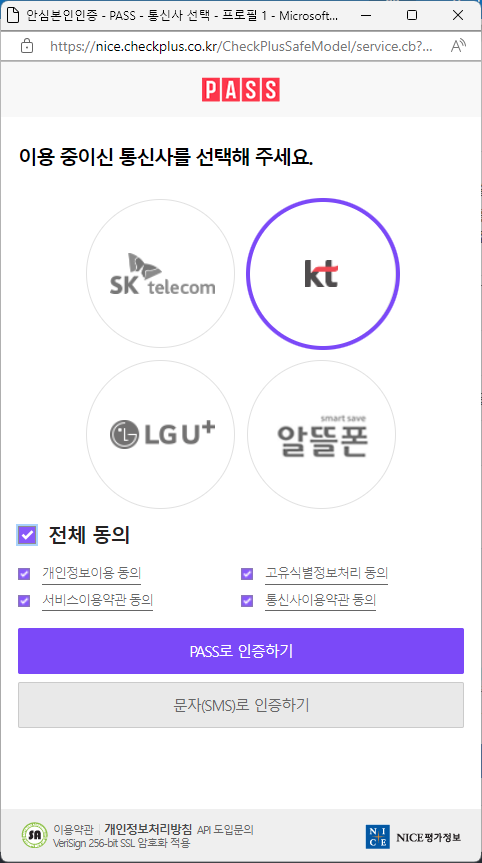 안심본인인증 - PASS - 통신사 선택 - 프로필 1 - Microsoft...
https://nice.checkplus.co.kr/CheckPlusSafeModel/service.cb?...
PASS
이용 중이신 통신사를 선택해 주세요.
SK telecom
kt
LG U+
smart save
알뜰폰
전체 동의
개인정보이용 동의
고유식별정보처리 동의
서비스이용약관 동의
통신사이용약관 동의
PASS로 인증하기
문자(SMS)로 인증하기
이용약관 | 개인정보처리방침 API 도입문의
VeriSign 256-bit SSL 암호화 적용
NICE평가정보